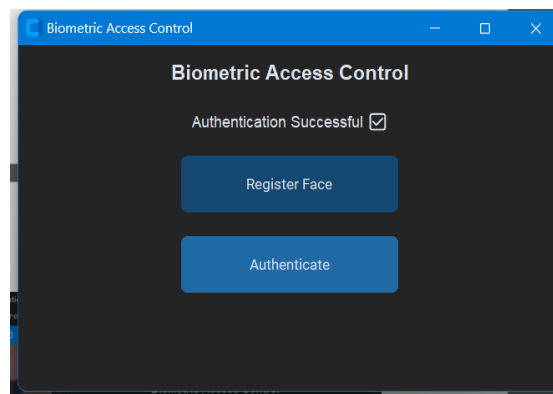 Biometric Access Control
Biometric Access Control
Authentication Successful ☑
Register Face
Authenticate